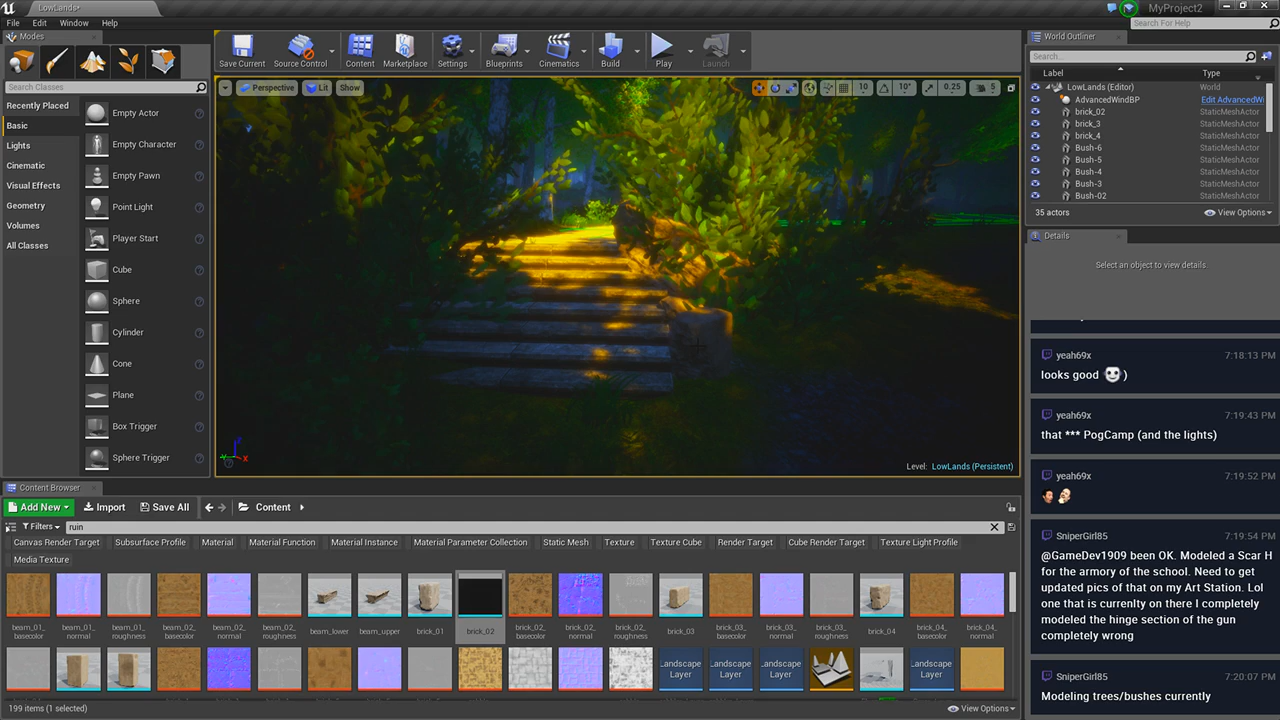 LowLands*
MyProject2
File Edit Window Help
Search For Help
Modes
Search Classes
Recently Placed
Basic
Lights
Cinematic
Visual Effects
Geometry
Volumes
All Classes
Empty Actor
Empty Character
Empty Pawn
Point Light
Player Start
Cube
Sphere
Cylinder
Cone
Plane
Box Trigger
Sphere Trigger
Save Current
Source Control
Content
Marketplace
Settings
Blueprints
Cinematics
Build
Play
Launch
Perspective Lit Show
10 10° 0.25 5
Level: LowLands (Persistent)
World Outliner
Search...
Label Type
LowLands (Editor) World
AdvancedWindBP Edit AdvancedWi
brick_02 StaticMeshActor
brick_3 StaticMeshActor
brick_4 StaticMeshActor
Bush-6 StaticMeshActor
Bush-5 StaticMeshActor
Bush-4 StaticMeshActor
Bush-3 StaticMeshActor
Bush-02 StaticMeshActor
35 actors View Options
Details
Select an object to view details.
yeah69x 7:18:13 PM
looks good )
yeah69x 7:19:43 PM
that *** PogCamp (and the lights)
yeah69x 7:19:52 PM
SniperGirl85 7:19:54 PM
@GameDev1909 been OK. Modeled a Scar H
for the armory of the school. Need to get
updated pics of that on my Art Station. Lol
one that is currenlty on there I completely
modeled the hinge section of the gun
completely wrong
SniperGirl85 7:20:07 PM
Modeling trees/bushes currently
Content Browser
Add New Import Save All Content
Filters ruin
Canvas Render Target Subsurface Profile Material Material Function Material Instance Material Parameter Collection Static Mesh Texture Texture Cube Render Target Cube Render Target Texture Light Profile
Media Texture
beam_01_basecolor
beam_01_normal
beam_01_roughness
beam_02_basecolor
beam_02_normal
beam_02_roughness
beam_lower
beam_upper
brick_01
brick_02
brick_02_basecolor
brick_02_normal
brick_02_roughness
brick_03
brick_03_basecolor
brick_03_normal
brick_03_roughness
brick_04
brick_04_basecolor
brick_04_normal
Landscape Layer
Landscape Layer
Landscape Layer
Landscape Layer
199 items (1 selected) View Options